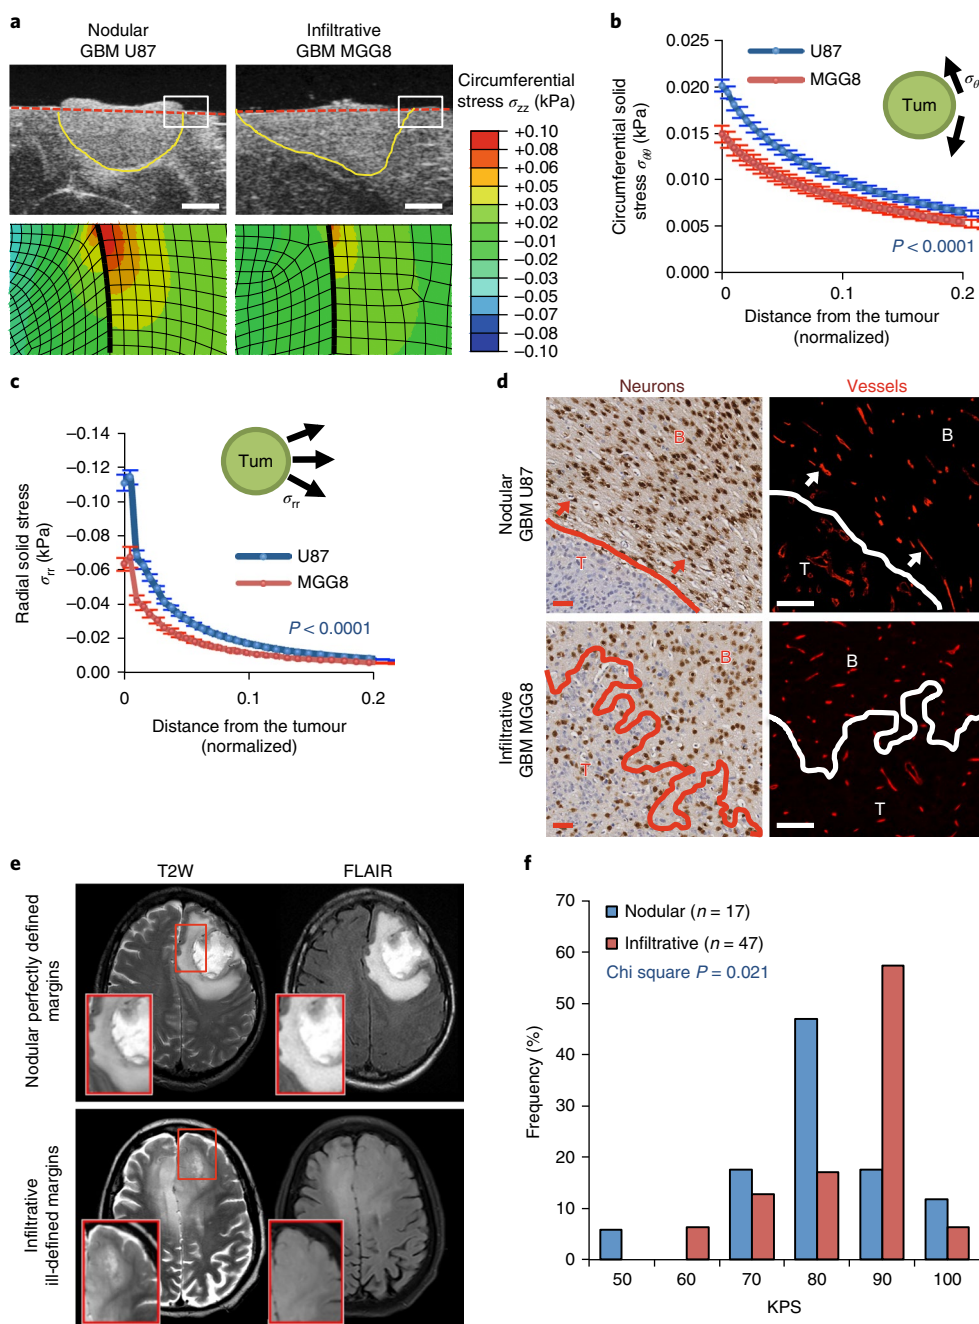 a
Nodular
GBM U87
Infiltrative
GBM MGG8
Circumferential
stress σzz (kPa)
+0.10
+0.08
+0.06
+0.05
+0.03
+0.02
−0.01
−0.01
−0.03
−0.05
−0.07
−0.08
−0.10
b
Circumferential solid
stress σθθ (kPa)
0.025
0.020
0.015
0.010
0.005
0.000
U87
MGG8
Tum
σθ
P < 0.0001
0
0.1
0.2
Distance from the tumour
(normalized)
c
Radial solid stress
σrr (kPa)
−0.14
−0.12
−0.10
−0.08
−0.06
−0.04
−0.02
0.00
Tum
σrr
U87
MGG8
P < 0.0001
0
0.1
0.2
Distance from the tumour
(normalized)
d
Neurons
Vessels
Nodular
GBM U87
B
T
B
T
Infiltrative
GBM MGG8
B
T
B
T
e
T2W
FLAIR
Nodular perfectly defined
margins
Infiltrative
ill-defined margins
f
Frequency (%)
70
60
50
40
30
20
10
0
Nodular (n = 17)
Infiltrative (n = 47)
Chi square P = 0.021
50
60
70
80
90
100
KPS